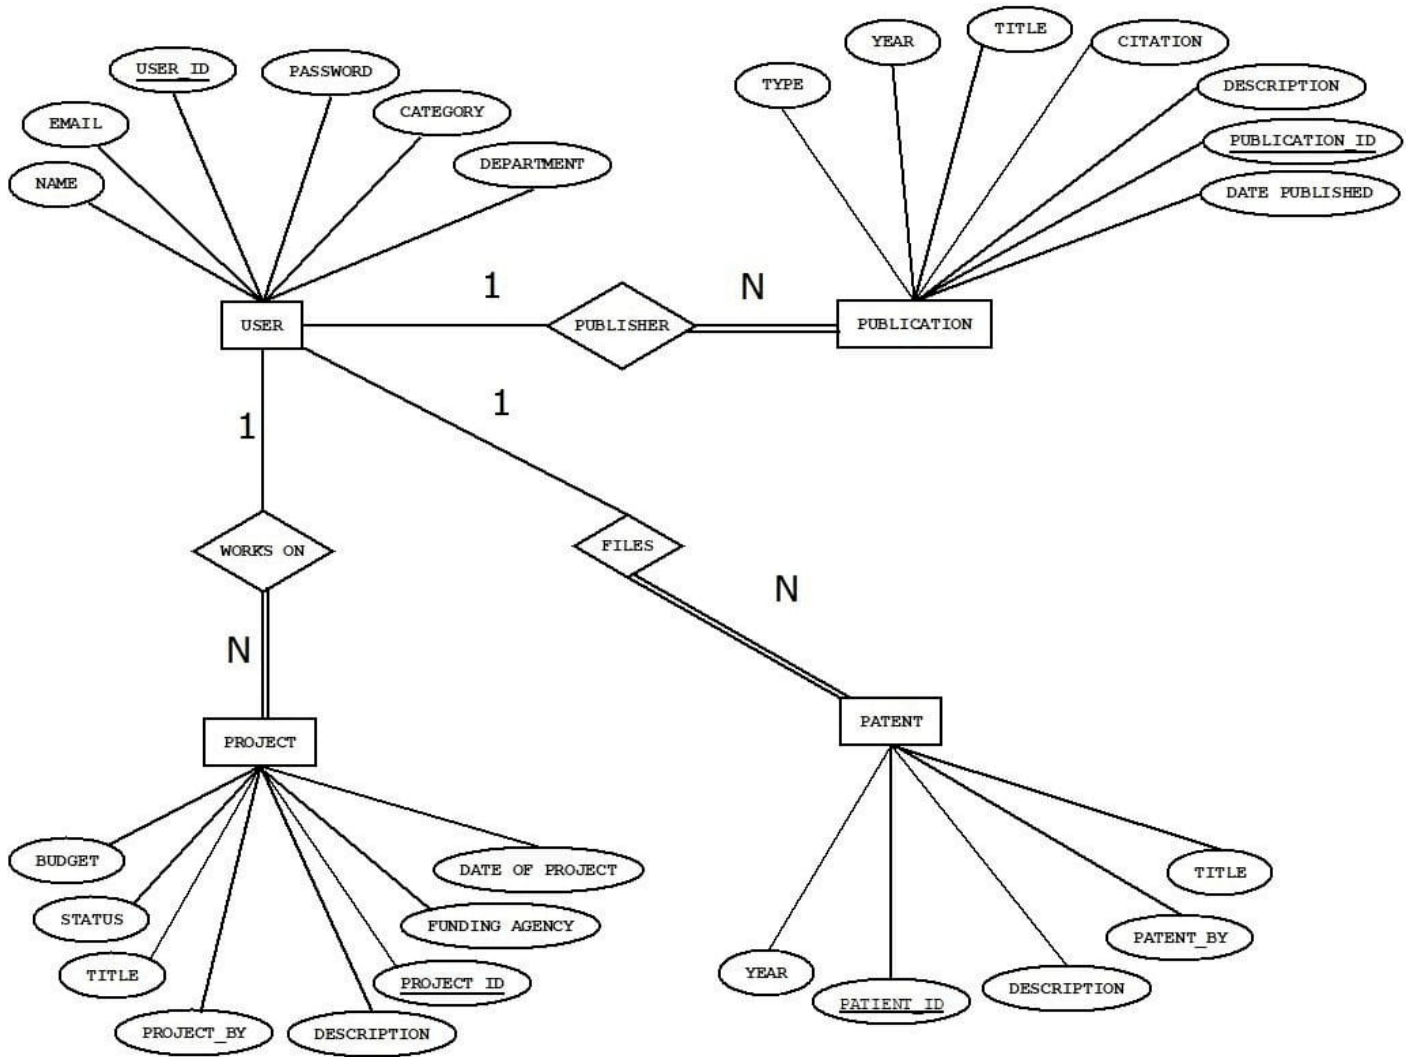 USER_ID
PASSWORD
CATEGORY
EMAIL
DEPARTMENT
NAME
TYPE
YEAR
TITLE
CITATION
DESCRIPTION
PUBLICATION_ID
DATE PUBLISHED
USER
1
PUBLISHER
N
PUBLICATION
1
1
WORKS ON
FILES
N
N
PROJECT
PATENT
BUDGET
STATUS
TITLE
PROJECT_BY
DESCRIPTION
PROJECT ID
FUNDING AGENCY
DATE OF PROJECT
YEAR
PATIENT_ID
DESCRIPTION
PATENT_BY
TITLE